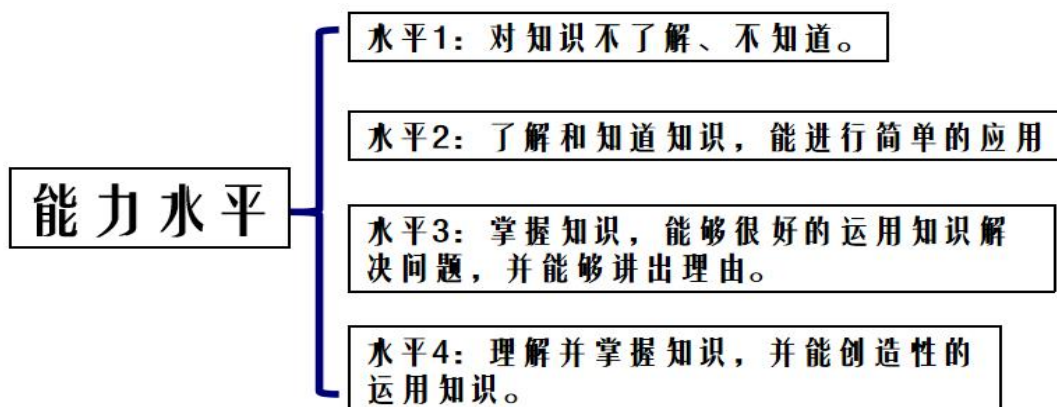 能力水平
水平1：对知识不了解、不知道。
水平2：了解和知道知识，能进行简单的应用
水平3：掌握知识，能够很好的运用知识解
决问题，并能够讲出理由。
水平4：理解并掌握知识，并能创造性的
运用知识。